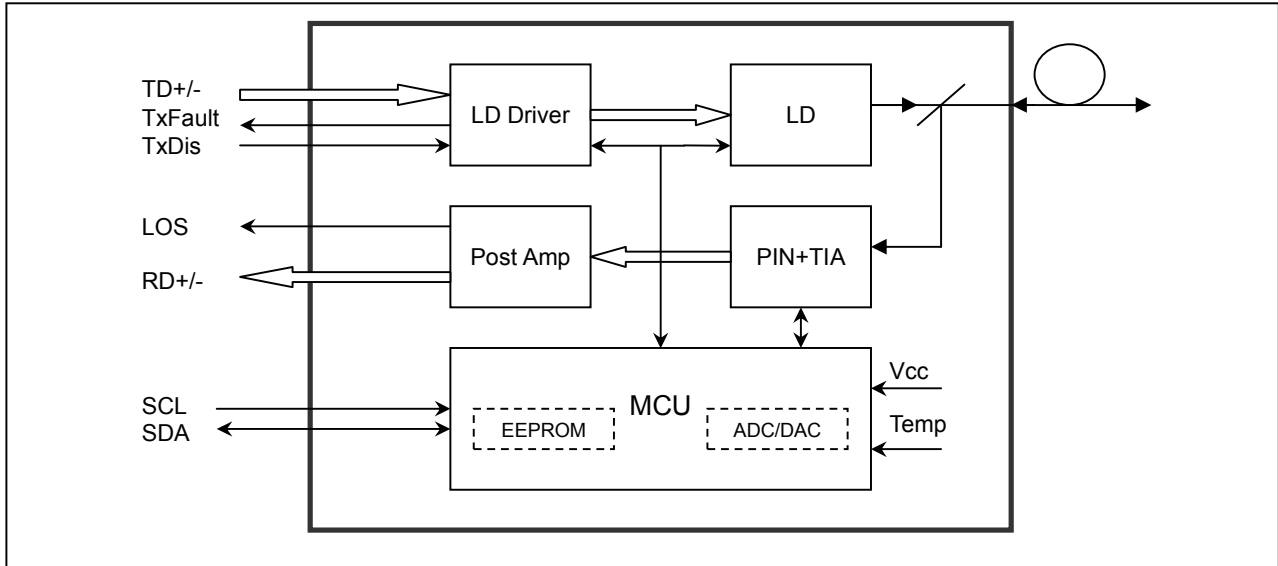 TD+/-
TxFault
TxDis
LD Driver
LD
LOS
RD+/-
Post Amp
PIN+TIA
SCL
SDA
MCU
EEPROM
ADC/DAC
Vcc
Temp